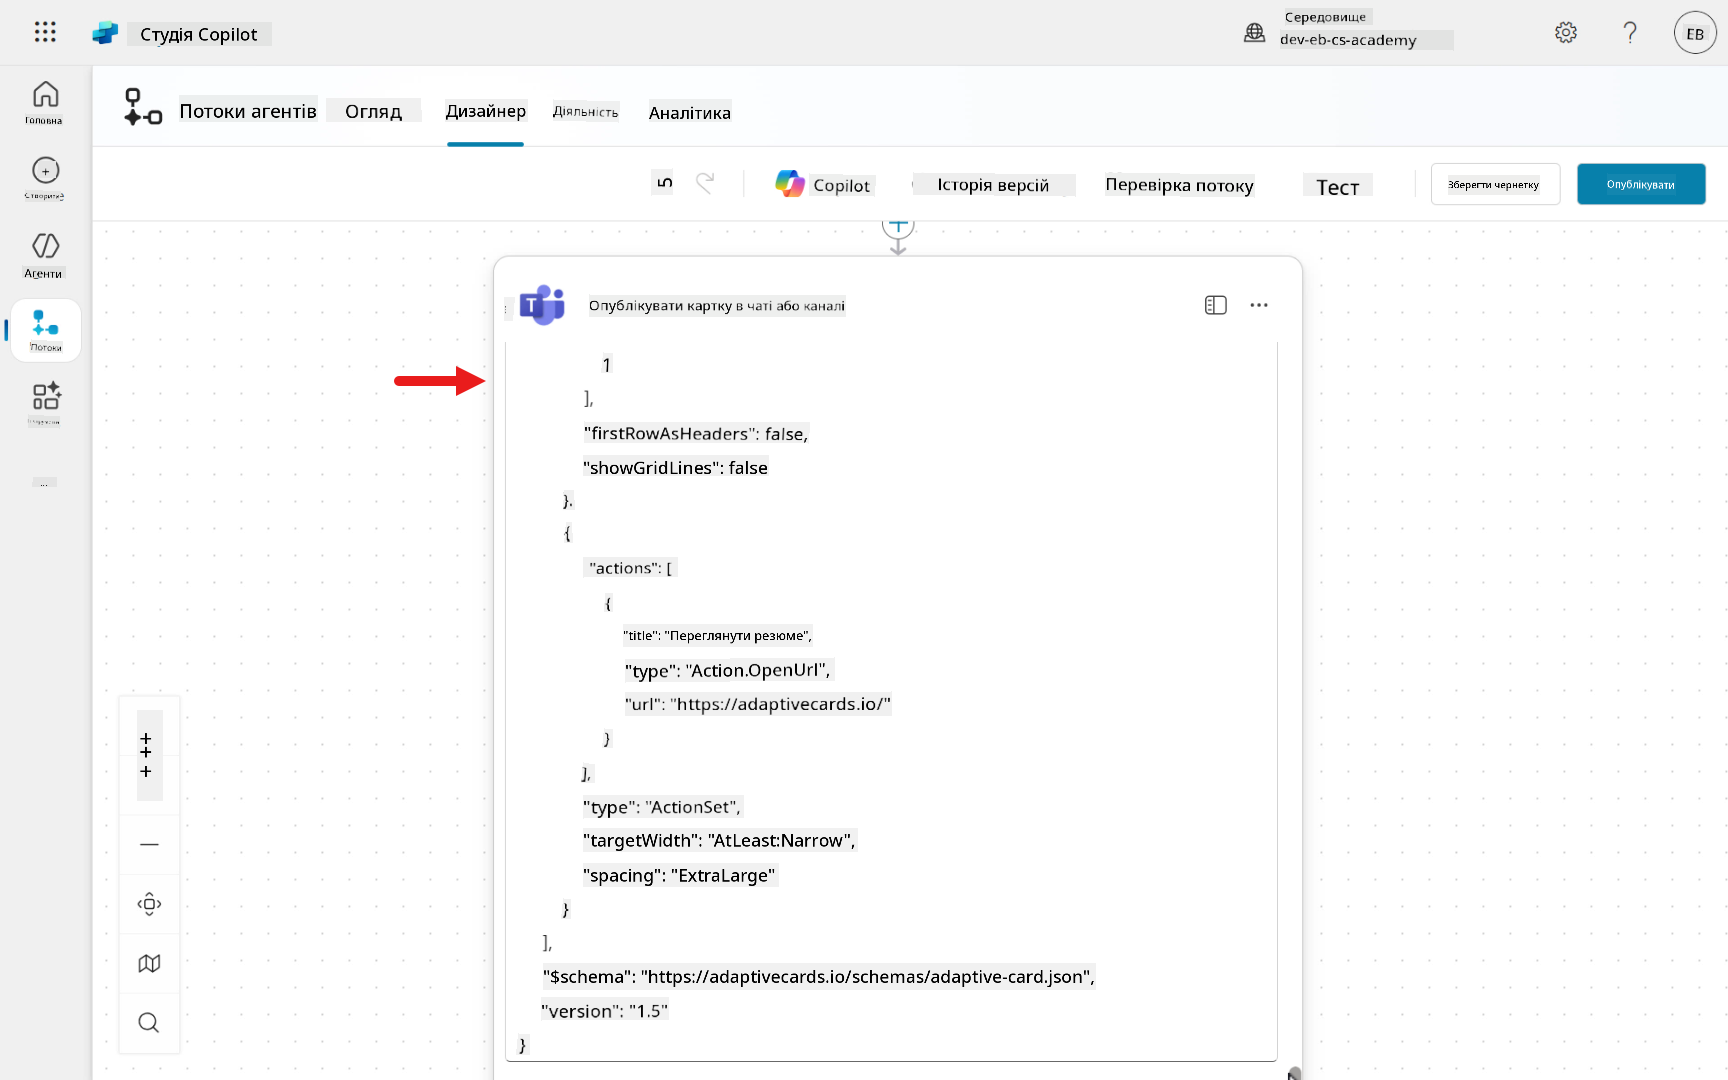 Студія Copilot
Середовище
dev-eb-cs-academy
EB
Головна
Створите
Агенти
Потоки
...
Потоки агентів
Огляд
Дизайнер
Діяльність
Аналітика
Copilot
Історія версій
Перевірка потоку
Тест
Зберегти чернетку
Опублікувати
Опублікувати картку в чаті або каналі
1
],
"firstRowAsHeaders": false,
"showGridLines": false
}.
{
"actions": [
{
"title": "Переглянути резюме",
"type": "Action.OpenUrl",
"url": "https://adaptivecards.io/"
}
],
"type": "ActionSet",
"targetWidth": "AtLeast:Narrow",
"spacing": "ExtraLarge"
}
],
"$schema": "https://adaptivecards.io/schemas/adaptive-card.json",
"version": "1.5"
}